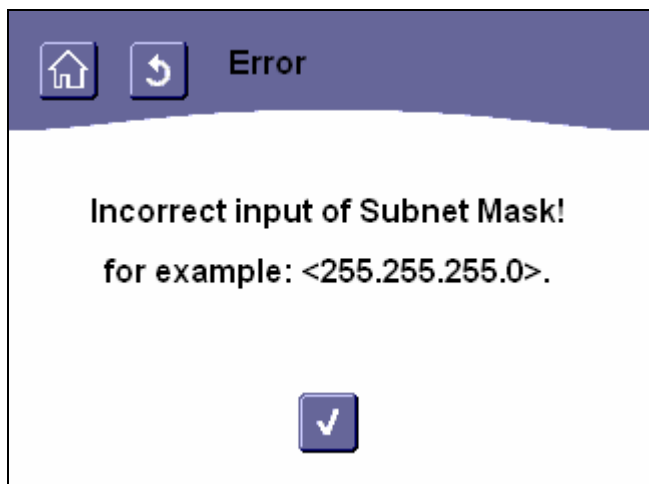 Error
Incorrect input of Subnet Mask!
for example: <255.255.255.0>.